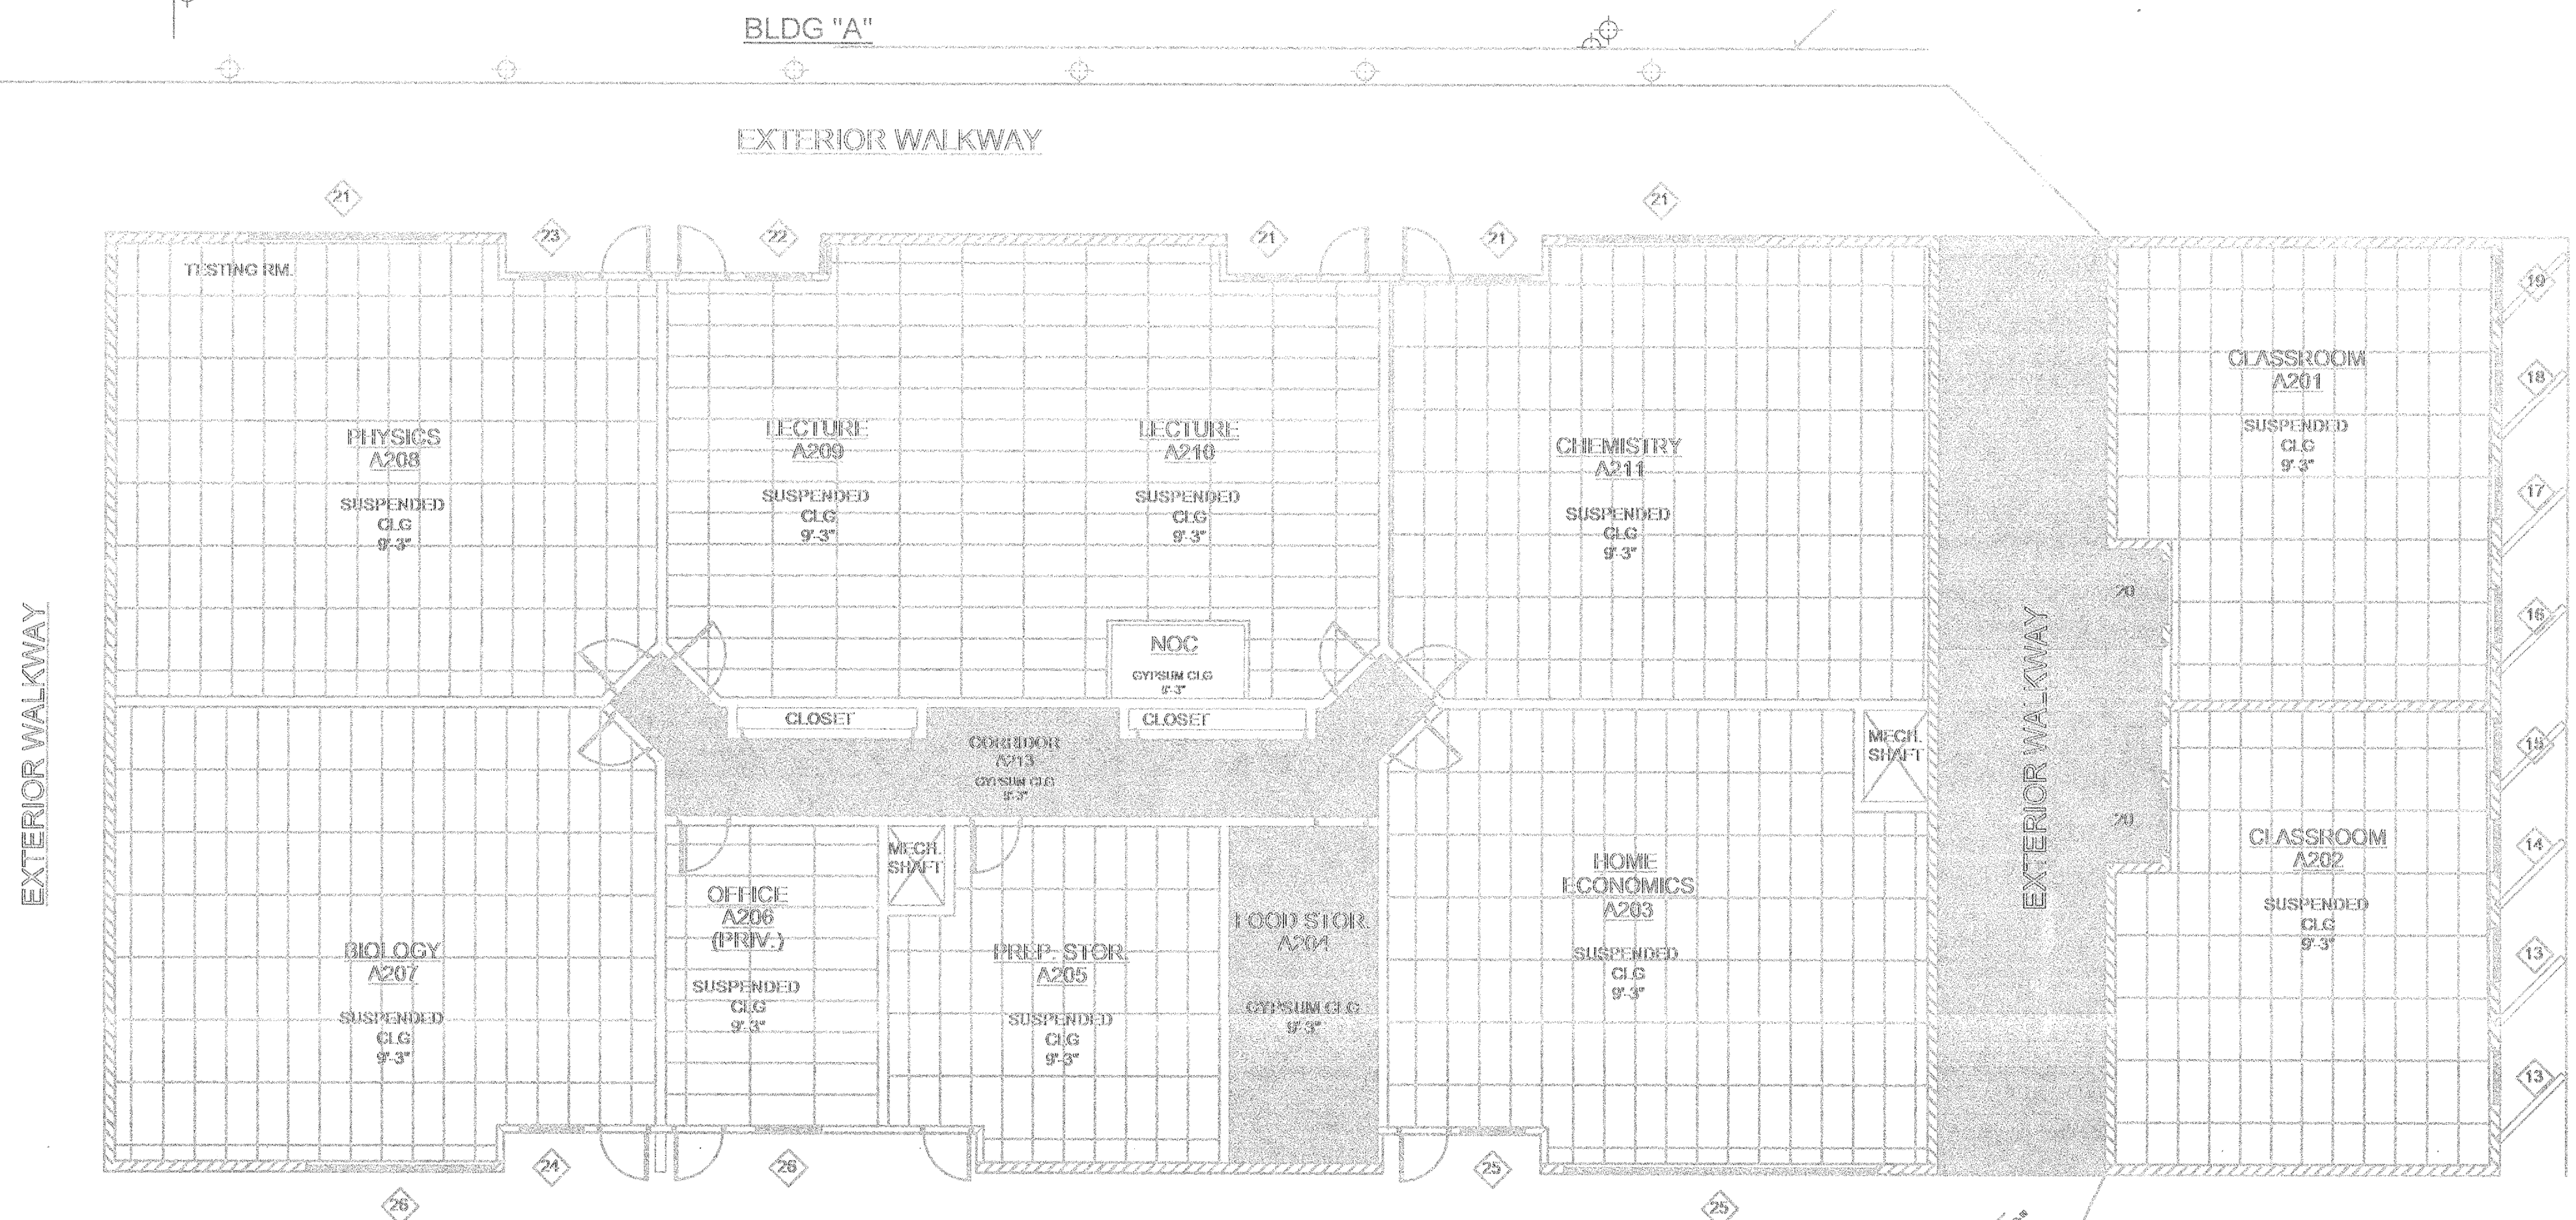 BLDG "A"
EXTERIOR WALKWAY
21
21
23
22
21
21
TESTING RM.
19
CLASSROOM
A201
SUSPENDED
CLG
9'-3"
18
PHYSICS
A208
SUSPENDED
CLG
9'-3"
LECTURE
A209
SUSPENDED
CLG
9'-3"
LECTURE
A210
SUSPENDED
CLG
9'-3"
CHEMISTRY
A211
SUSPENDED
CLG
9'-3"
17
20
16
EXTERIOR WALKWAY
NOC
GYPSUM CLG
9'-3"
EXTERIOR WALKWAY
CLOSET
CLOSET
CORRIDOR
A213
GYPSUM CLG
9'-3"
MECH.
SHAFT
15
20
14
MECH.
SHAFT
CLASSROOM
A202
SUSPENDED
CLG
9'-3"
HOME
ECONOMICS
A203
SUSPENDED
CLG
9'-3"
OFFICE
A206
(PRIV.)
SUSPENDED
CLG
9'-3"
FOOD STOR.
A204
GYPSUM CLG
9'-3"
BIOLOGY
A207
SUSPENDED
CLG
9'-3"
PREP. STOR.
A205
SUSPENDED
CLG
9'-3"
13
13
24
26
25
26
25